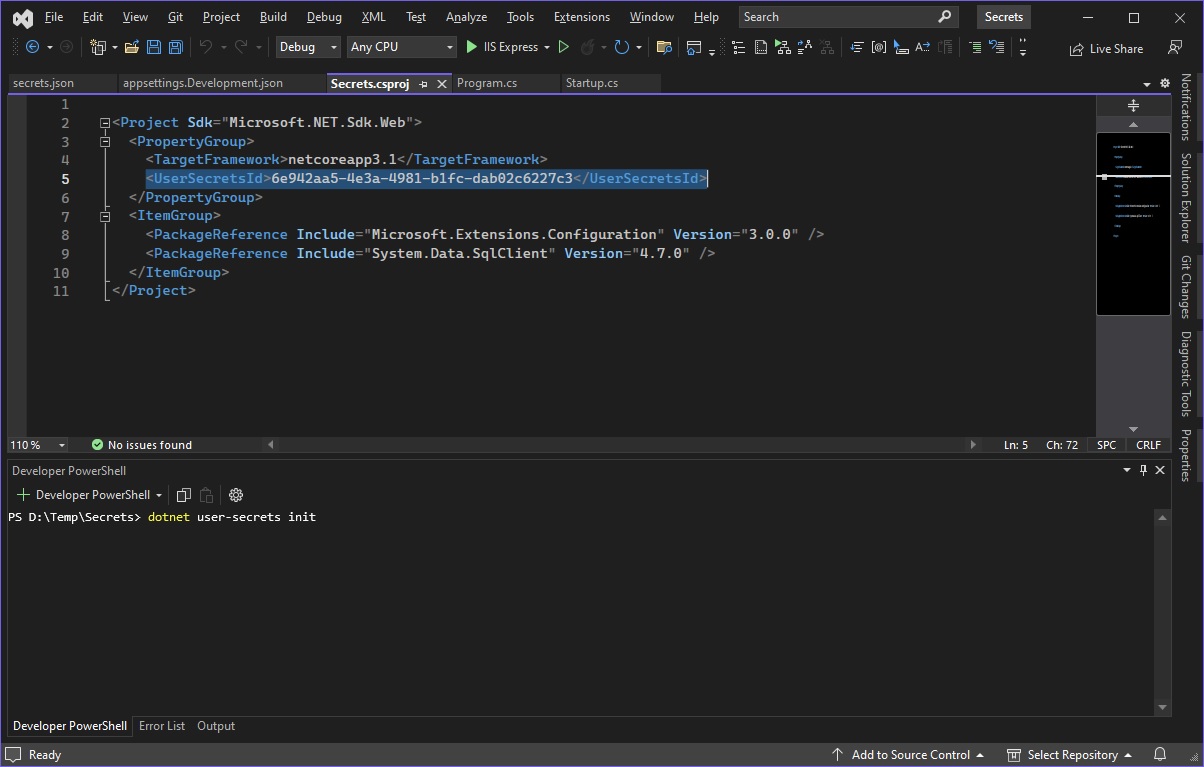 File Edit View Git Project Build Debug XML Test Analyze Tools Extensions Window Help Search Secrets
Debug Any CPU IIS Express Live Share
secrets.json appsettings.Development.json Secrets.csproj Program.cs Startup.cs
1
2 <Project Sdk="Microsoft.NET.Sdk.Web">
3 <PropertyGroup>
4 <TargetFramework>netcoreapp3.1</TargetFramework>
5 <UserSecretsId>6e942aa5-4e3a-4981-b1fc-dab02c6227c3</UserSecretsId>
6 </PropertyGroup>
7 <ItemGroup>
8 <PackageReference Include="Microsoft.Extensions.Configuration" Version="3.0.0" />
9 <PackageReference Include="System.Data.SqlClient" Version="4.7.0" />
10 </ItemGroup>
11 </Project>
Notifications
Solution Explorer
Git Changes
Diagnostic Tools
Properties
110 % No issues found Ln: 5 Ch: 72 SPC CRLF
Developer PowerShell
Developer PowerShell
PS D:\Temp\Secrets> dotnet user-secrets init
Developer PowerShell Error List Output
Ready Add to Source Control Select Repository